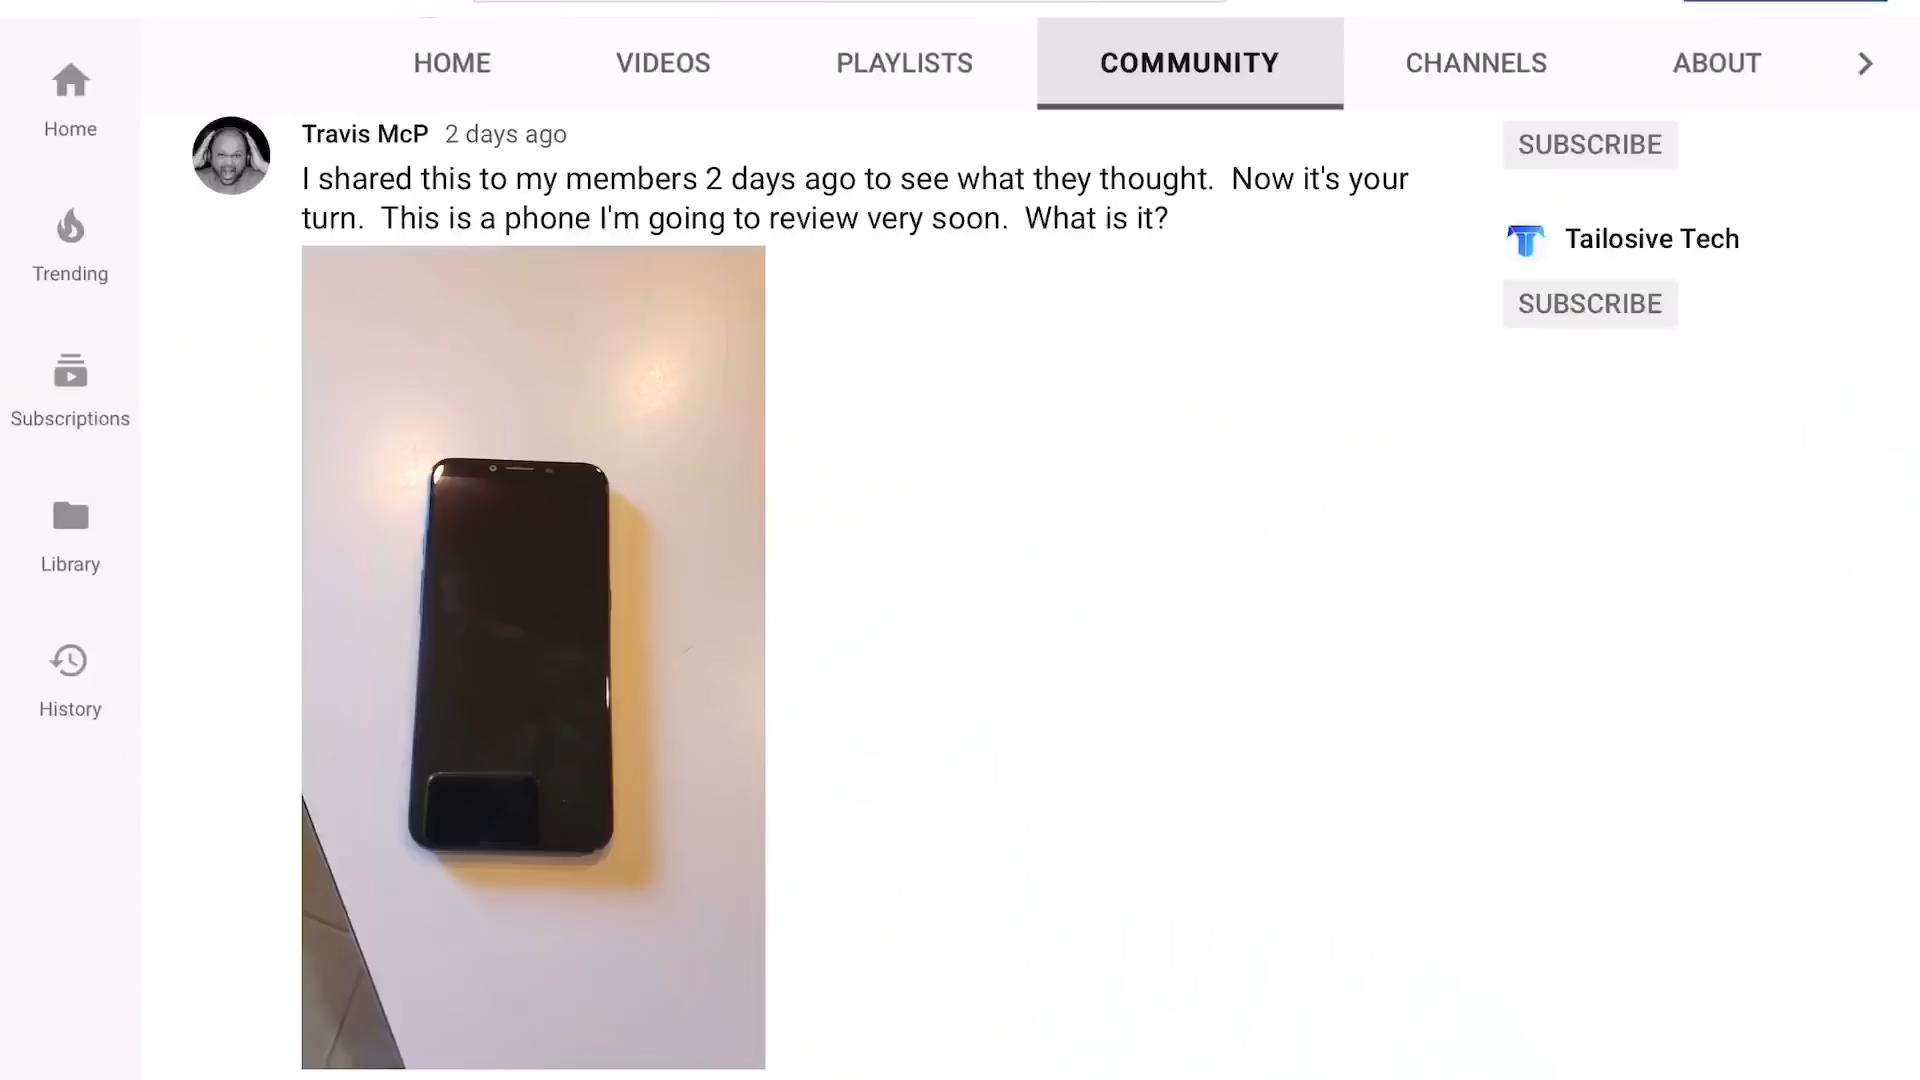 HOME VIDEOS PLAYLISTS COMMUNITY CHANNELS ABOUT
Home
Trending
Subscriptions
Library
History
Travis McP 2 days ago
I shared this to my members 2 days ago to see what they thought. Now it's your
turn. This is a phone I'm going to review very soon. What is it?
SUBSCRIBE
Tailosive Tech
SUBSCRIBE